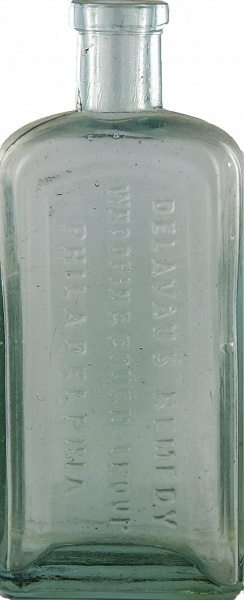 DELAVAU'S REMEDY
WHOOPING COUGH-CROUP
PHILADELPHIA